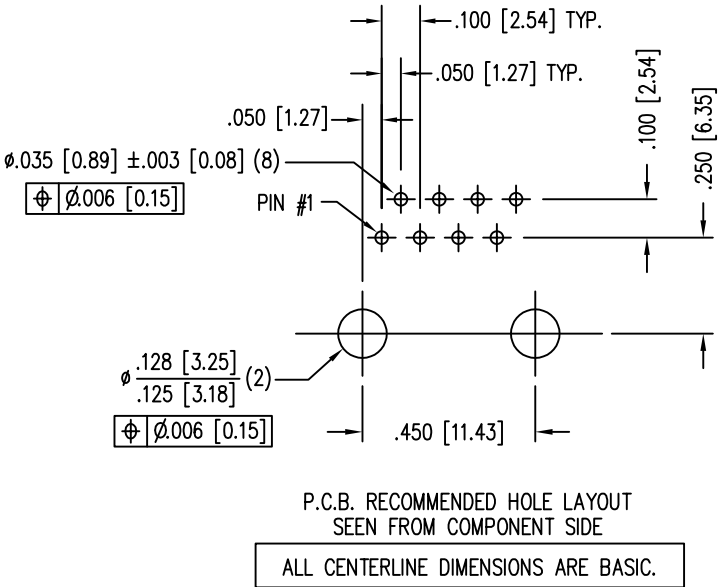 .100 [2.54] TYP.
.050 [1.27] TYP.
.050 [1.27]
.100 [2.54]
.250 [6.35]
ø.035 [0.89] ±.003 [0.08] (8)
⌖ Ø.006 [0.15]
PIN #1
ø .128 [3.25]
.125 [3.18] (2)
⌖ Ø.006 [0.15]
.450 [11.43]
P.C.B. RECOMMENDED HOLE LAYOUT
SEEN FROM COMPONENT SIDE
ALL CENTERLINE DIMENSIONS ARE BASIC.